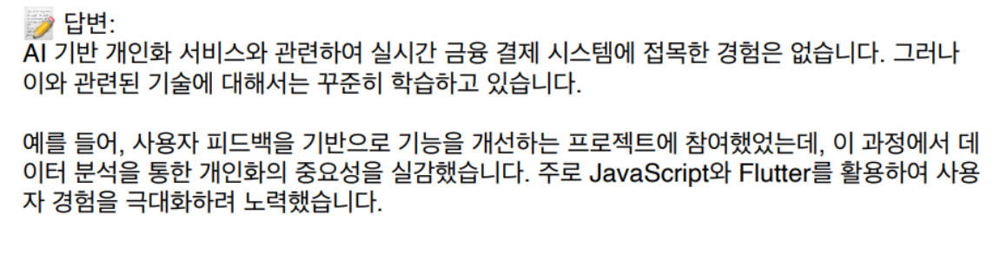 📝 답변:
AI 기반 개인화 서비스와 관련하여 실시간 금융 결제 시스템에 접목한 경험은 없습니다. 그러나
이와 관련된 기술에 대해서는 꾸준히 학습하고 있습니다.
예를 들어, 사용자 피드백을 기반으로 기능을 개선하는 프로젝트에 참여했었는데, 이 과정에서 데
이터 분석을 통한 개인화의 중요성을 실감했습니다. 주로 JavaScript와 Flutter를 활용하여 사용
자 경험을 극대화하려 노력했습니다.